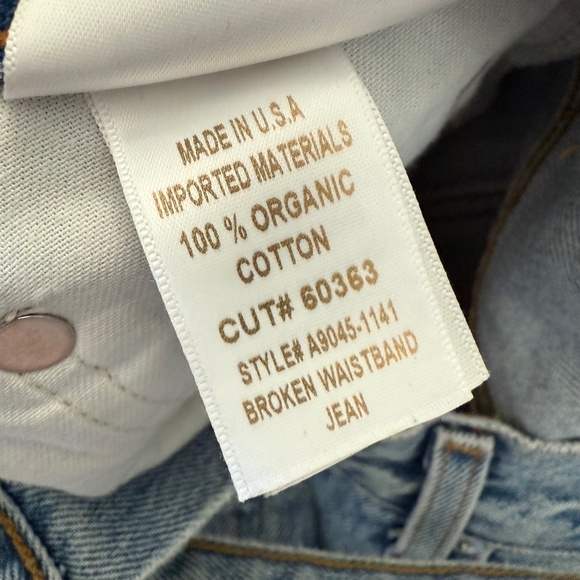 MADE IN U.S.A
IMPORTED MATERIALS
100 % ORGANIC
COTTON
CUT# 60363
STYLE# A9045-1141
BROKEN WAISTBAND
JEAN